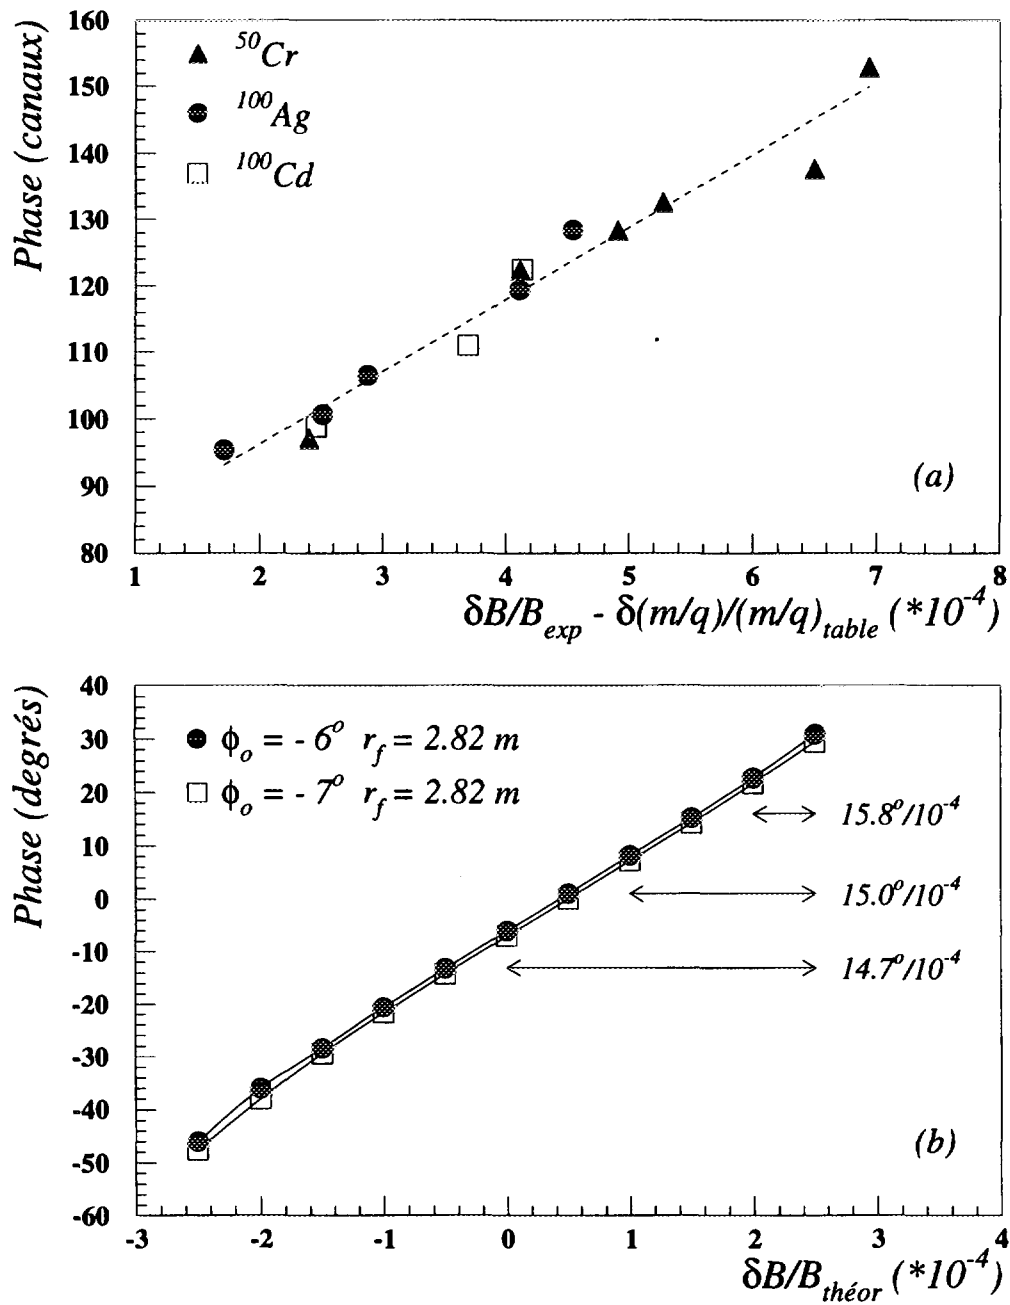 Phase (canaux)
160
150
140
130
120
110
100
90
80
50Cr
100Ag
100Cd
(a)
1 2 3 4 5 6 7 8
δB/Bexp - δ(m/q)/(m/q)table (*10-4)
Phase (degrés)
40
30
20
10
0
-10
-20
-30
-40
-50
-60
ϕo = - 6o rf = 2.82 m
ϕo = - 7o rf = 2.82 m
15.8o/10-4
15.0o/10-4
14.7o/10-4
(b)
-3 -2 -1 0 1 2 3 4
δB/Bthéor (*10-4)